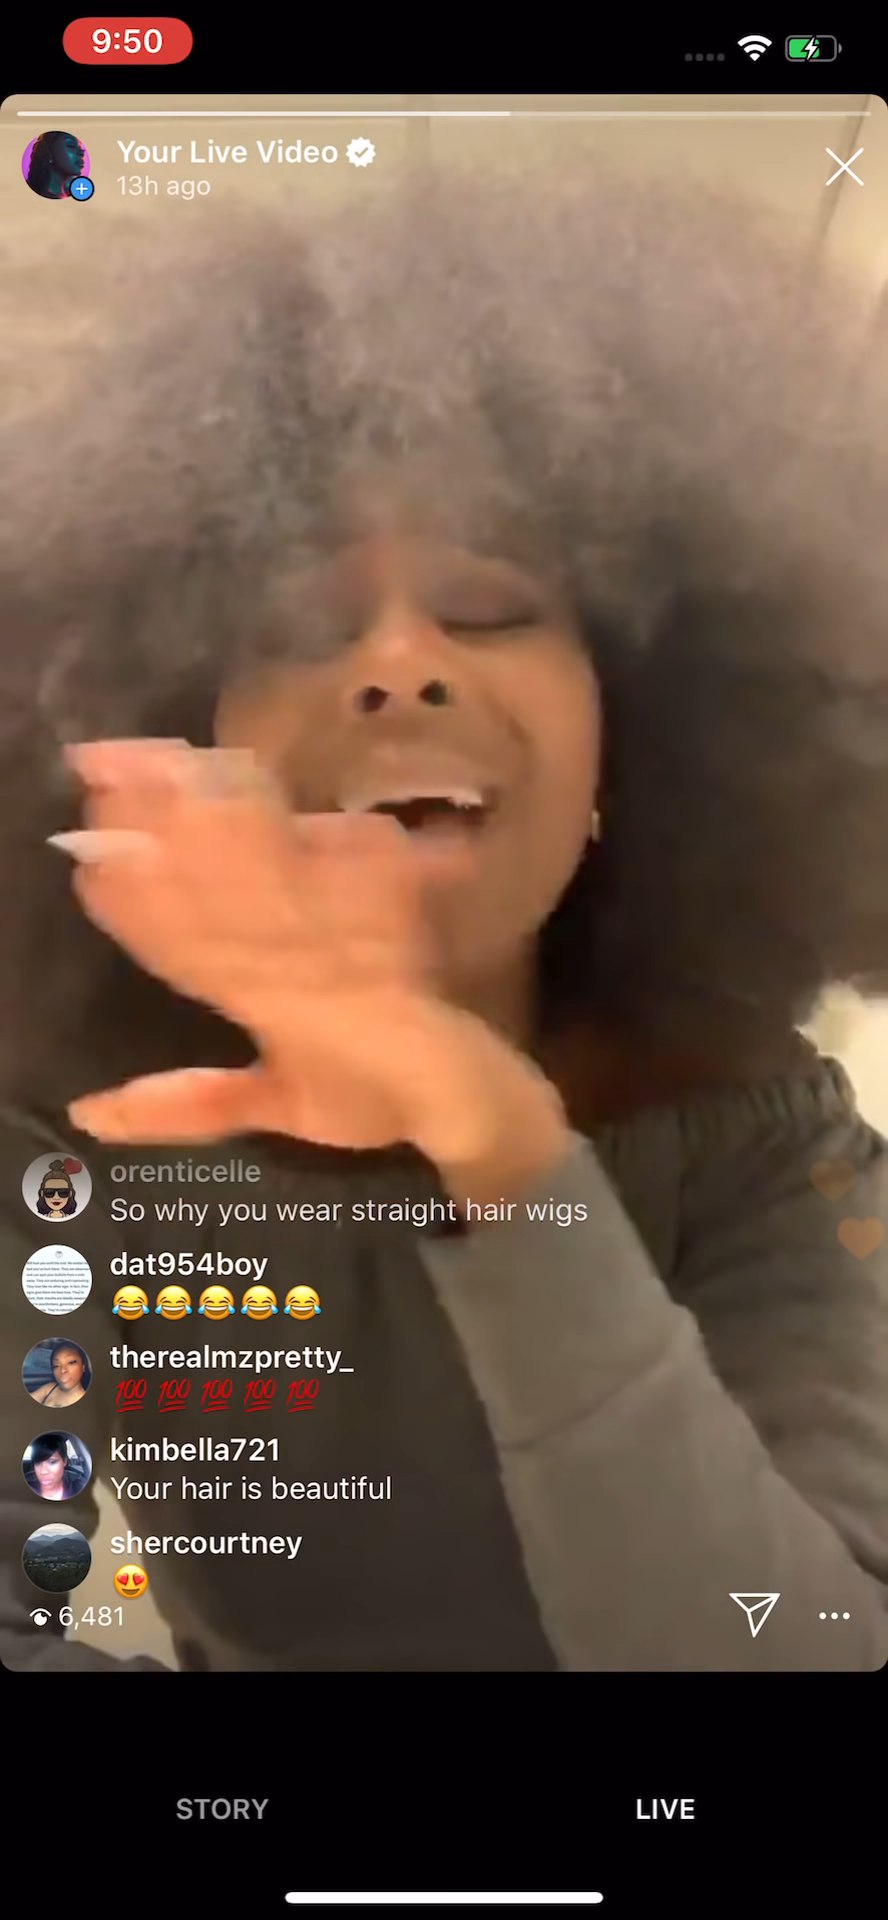 9:50
Your Live Video
13h ago
orenticelle
So why you wear straight hair wigs
dat954boy
😂😂😂😂😂
therealmzpretty_
💯💯💯💯💯
kimbella721
Your hair is beautiful
shercourtney
😍
6,481
STORY
LIVE